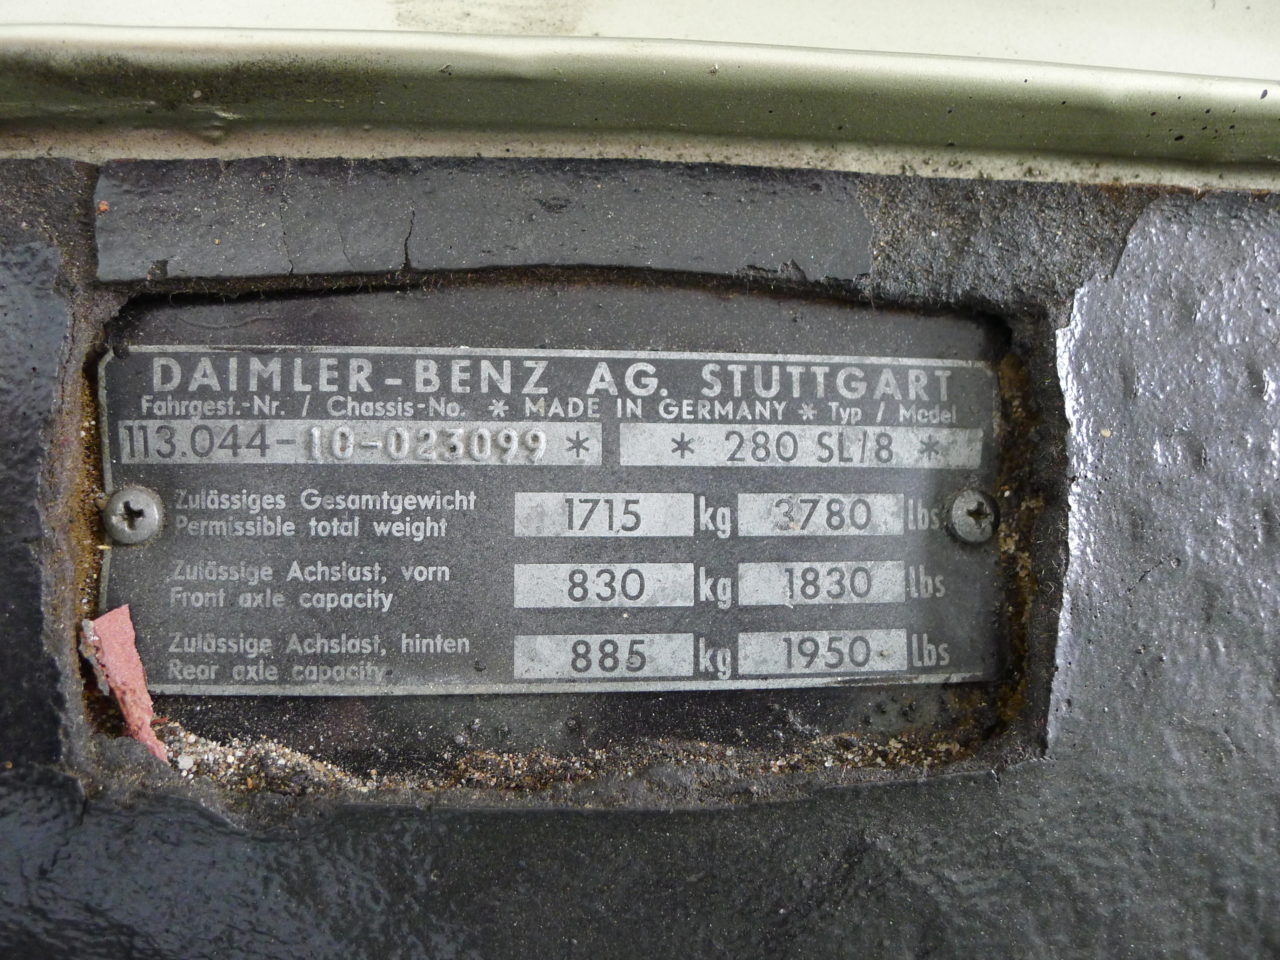 DAIMLER-BENZ AG. STUTTGART
Fahrgest.-Nr. / Chassis-No. * MADE IN GERMANY * Typ / Model
113.044-10-023099 * * 280 SL/8 *
Zulässiges Gesamtgewicht
Permissible total weight 1715 kg 3780 Lbs
Zulässige Achslast, vorn
Front axle capacity 830 kg 1830 Lbs
Zulässige Achslast, hinten
Rear axle capacity 885 kg 1950 Lbs